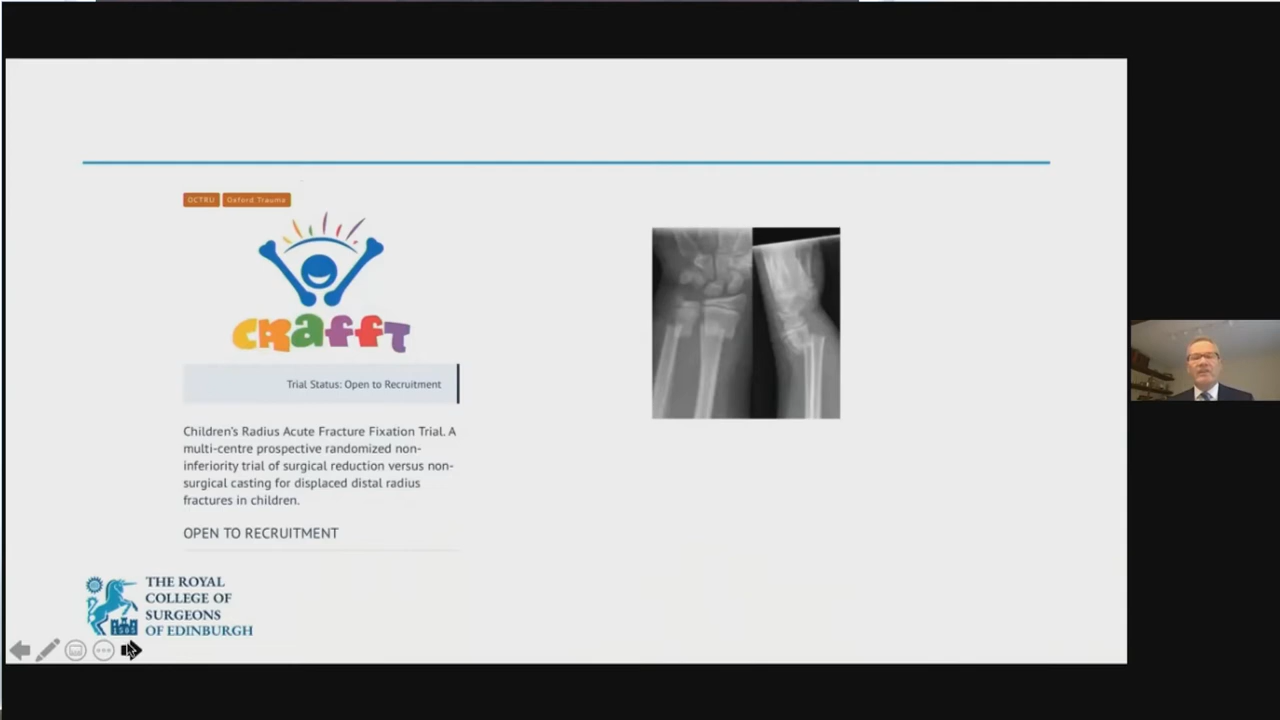 OCTRU Oxford Trauma
CRAFFT
Trial Status: Open to Recruitment
Children's Radius Acute Fracture Fixation Trial. A
multi-centre prospective randomized non-
inferiority trial of surgical reduction versus non-
surgical casting for displaced distal radius
fractures in children.
OPEN TO RECRUITMENT
THE ROYAL
COLLEGE OF
SURGEONS
OF EDINBURGH